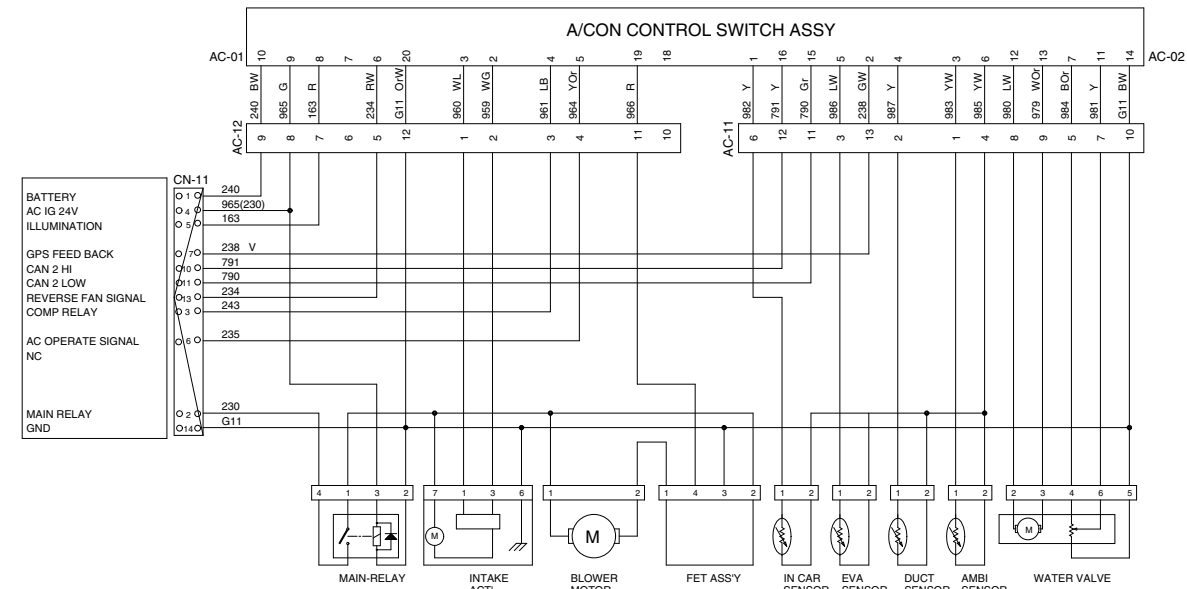 A/CON CONTROL SWITCH ASSY
AC-01 10 9 8 7 6 20 3 2 4 5 19 18 1 16 15 5 2 4 3 6 12 13 7 11 14 AC-02
240 BW 965 G 163 R 234 RW G11 OrW 960 WL 959 WG 961 LB 964 YOr 966 R 982 Y 791 Y 790 Gr 986 LW 238 GW 987 Y 983 YW 985 YW 980 LW 979 WOr 984 BOr 981 Y G11 BW
AC-12 9 8 7 6 5 12 1 2 3 4 11 10 AC-11 6 12 11 3 13 2 1 4 8 9 5 7 10
CN-11
BATTERY 1 240
AC IG 24V 4 965(230)
ILLUMINATION 5 163
GPS FEED BACK 7 238 V
CAN 2 HI 10 791
CAN 2 LOW 11 790
REVERSE FAN SIGNAL 13 234
COMP RELAY 3 243
AC OPERATE SIGNAL 6 235
NC
MAIN RELAY 2 230
GND 14 G11
4 1 3 2 7 1 3 6 1 2 1 4 3 2 1 2 1 2 1 2 1 2 2 3 4 6 5
M M M
MAIN-RELAY INTAKE BLOWER FET ASS'Y IN CAR EVA DUCT AMBI WATER VALVE
ACTI MOTOR SENSOR SENSOR SENSOR SENSOR